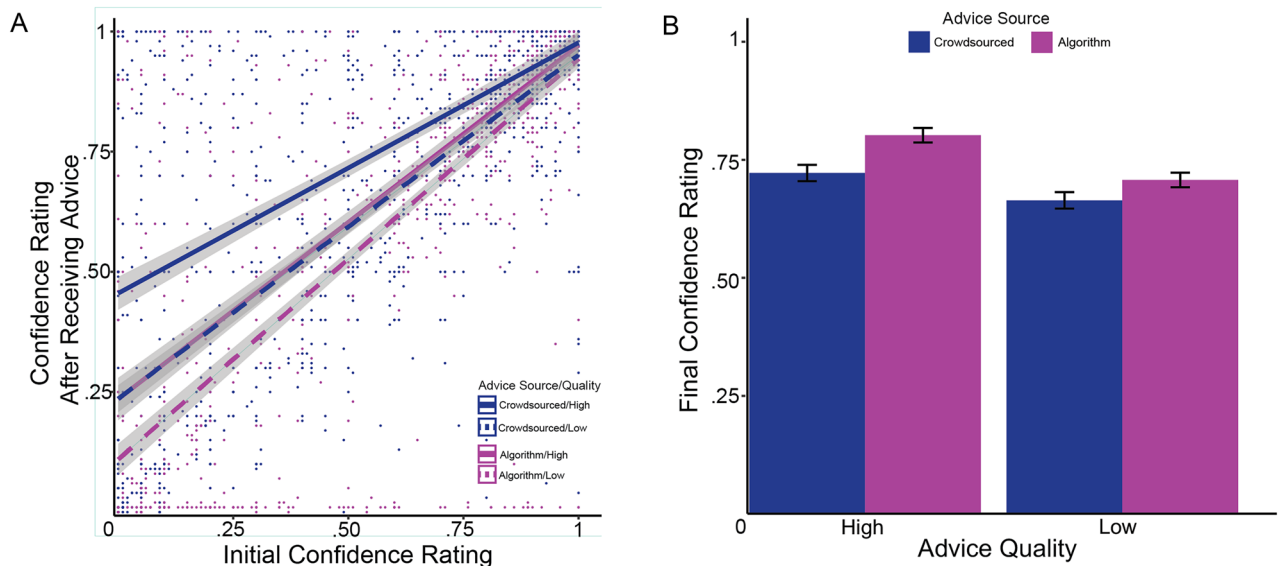 A
1
.75
.50
.25
0
.25
.50
.75
1
Confidence Rating
After Receiving Advice
Initial Confidence Rating
Advice Source/Quality
Crowdsourced/High
Crowdsourced/Low
Algorithm/High
Algorithm/Low
B
Advice Source
Crowdsourced
Algorithm
1
.75
.50
.25
0
Final Confidence Rating
High
Low
Advice Quality